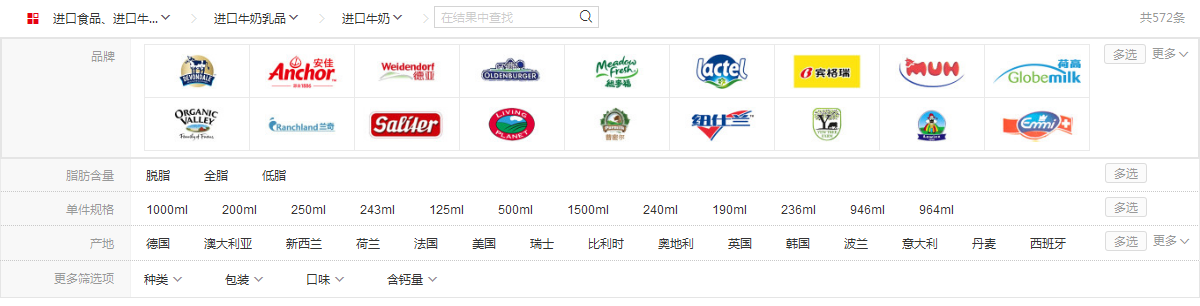 进口食品、进口牛... 进口牛奶乳品 进口牛奶 在结果中查找 共572条
品牌 DEVONDALE 安佳 Anchor Weidendorf 德亚 OLDENBURGER Meadow Fresh 纽麦福 lactel 宾格瑞 MUH 荷高 Globemilk 多选 更多
ORGANIC VALLEY Family of Farms Ranchland 兰奇 Saliter LIVING PLANET 纽仕兰 Emmi
脂肪含量 脱脂 全脂 低脂 多选
单件规格 1000ml 200ml 250ml 243ml 125ml 500ml 1500ml 240ml 190ml 236ml 946ml 964ml 多选
产地 德国 澳大利亚 新西兰 荷兰 法国 美国 瑞士 比利时 奥地利 英国 韩国 波兰 意大利 丹麦 西班牙 多选 更多
更多筛选项 种类 包装 口味 含钙量